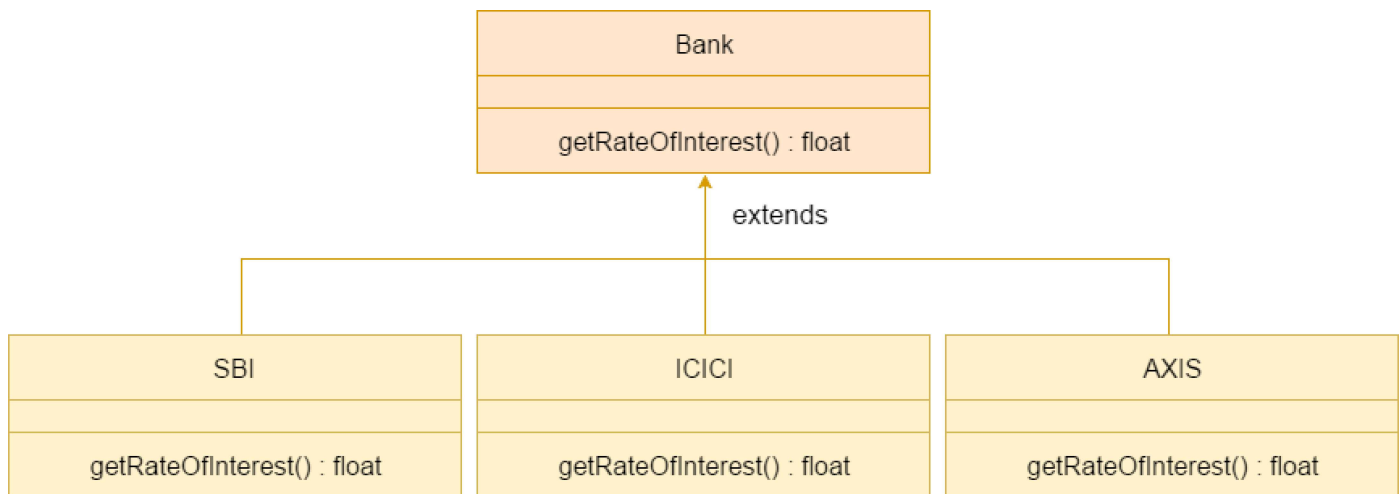 Bank
getRateOfInterest() : float
extends
SBI
ICICI
AXIS
getRateOfInterest() : float
getRateOfInterest() : float
getRateOfInterest() : float